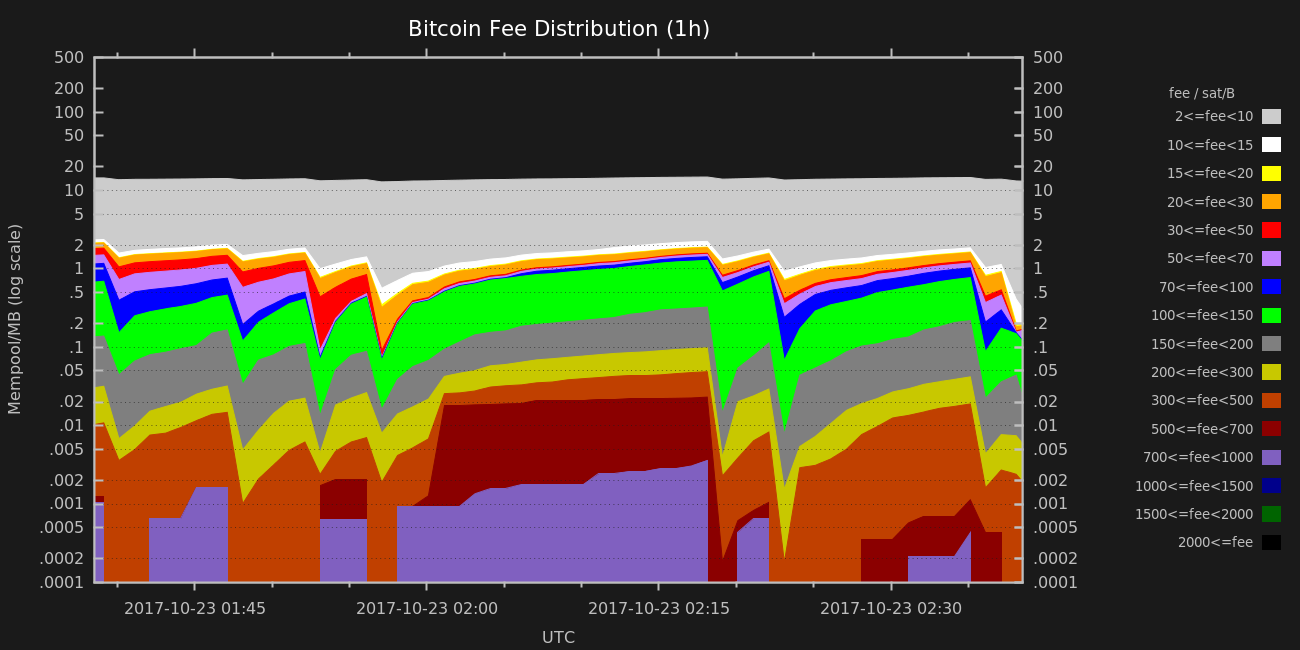 Bitcoin Fee Distribution (1h)
Mempool/MB (log scale)
500
200
100
50
20
10
5
2
1
.5
.2
.1
.05
.02
.01
.005
.002
.001
.0005
.0002
.0001
500
200
100
50
20
10
5
2
1
.5
.2
.1
.05
.02
.01
.005
.002
.001
.0005
.0002
.0001
2017-10-23 01:45
2017-10-23 02:00
2017-10-23 02:15
2017-10-23 02:30
UTC
fee / sat/B
2<=fee<10
10<=fee<15
15<=fee<20
20<=fee<30
30<=fee<50
50<=fee<70
70<=fee<100
100<=fee<150
150<=fee<200
200<=fee<300
300<=fee<500
500<=fee<700
700<=fee<1000
1000<=fee<1500
1500<=fee<2000
2000<=fee